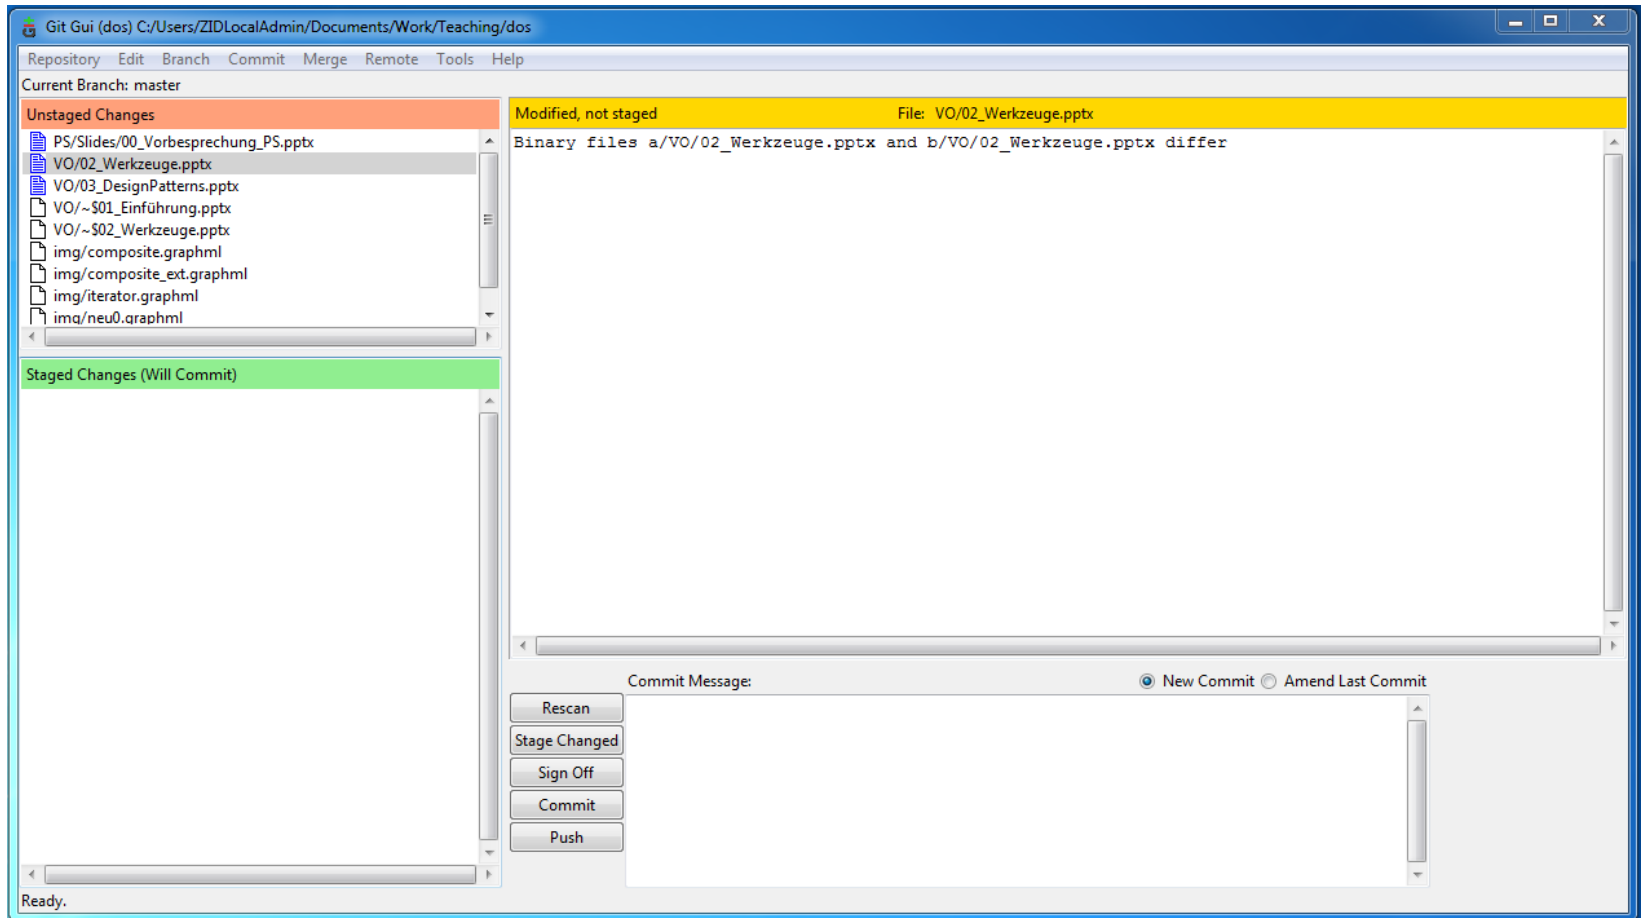 Git Gui (dos) C:/Users/ZIDLocalAdmin/Documents/Work/Teaching/dos
Repository Edit Branch Commit Merge Remote Tools Help
Current Branch: master
Unstaged Changes
PS/Slides/00_Vorbesprechung_PS.pptx
VO/02_Werkzeuge.pptx
VO/03_DesignPatterns.pptx
VO/~$01_Einführung.pptx
VO/~$02_Werkzeuge.pptx
img/composite.graphml
img/composite_ext.graphml
img/iterator.graphml
img/neu0.graphml
Staged Changes (Will Commit)
Modified, not staged File: VO/02_Werkzeuge.pptx
Binary files a/VO/02_Werkzeuge.pptx and b/VO/02_Werkzeuge.pptx differ
Commit Message: New Commit Amend Last Commit
Rescan
Stage Changed
Sign Off
Commit
Push
Ready.